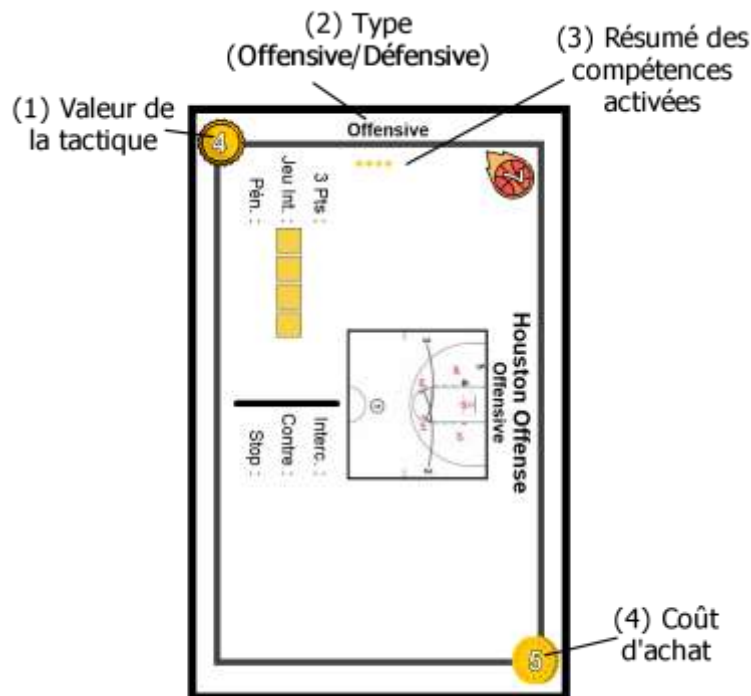 (2) Type
(Offensive/Défensive)
(3) Résumé des
compétences
activées
(1) Valeur de
la tactique
4
Offensive
7
3 Pts :
Jeu Int. :
Pén. :
Houston Offense
Offensive
Interc. :
Contre :
Stop :
(4) Coût
d'achat
5